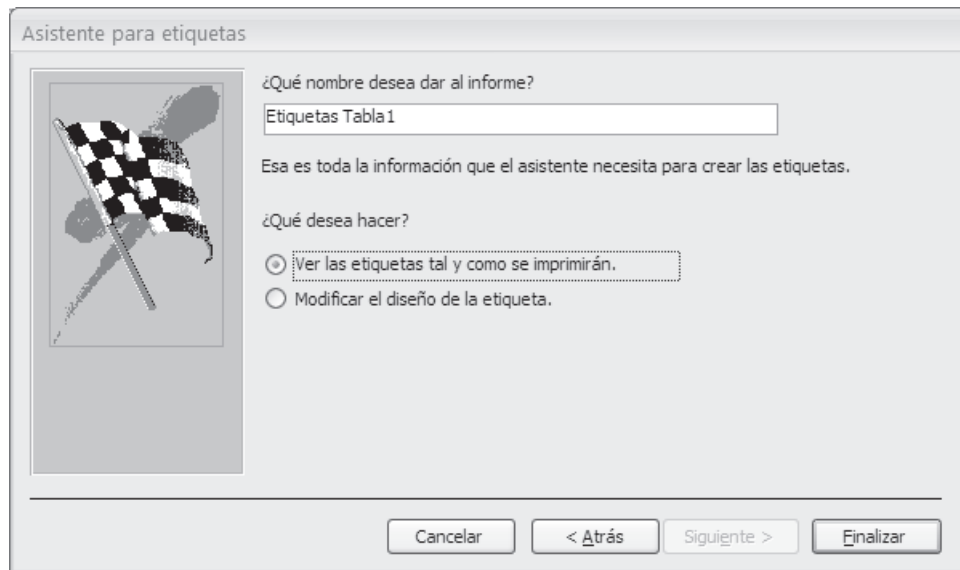 Asistente para etiquetas
¿Qué nombre desea dar al informe?
Etiquetas Tabla1
Esa es toda la información que el asistente necesita para crear las etiquetas.
¿Qué desea hacer?
Ver las etiquetas tal y como se imprimirán.
Modificar el diseño de la etiqueta.
Cancelar < Atrás Siguiente > Finalizar